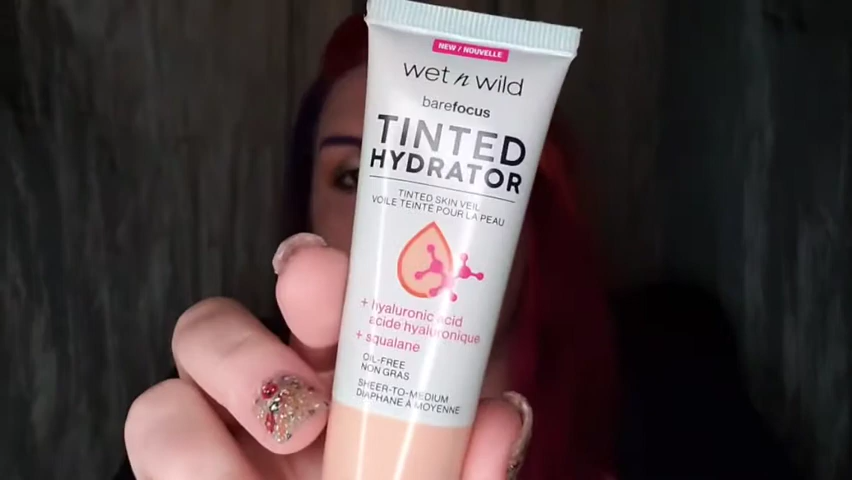 NEW / NOUVELLE
wet n wild
barefocus
TINTED
HYDRATOR
TINTED SKIN VEIL
VOILE TEINTÉ POUR LA PEAU
+ hyaluronic acid
acide hyaluronique
+ squalane
OIL-FREE
NON GRAS
SHEER-TO-MEDIUM
DIAPHANE À MOYENNE